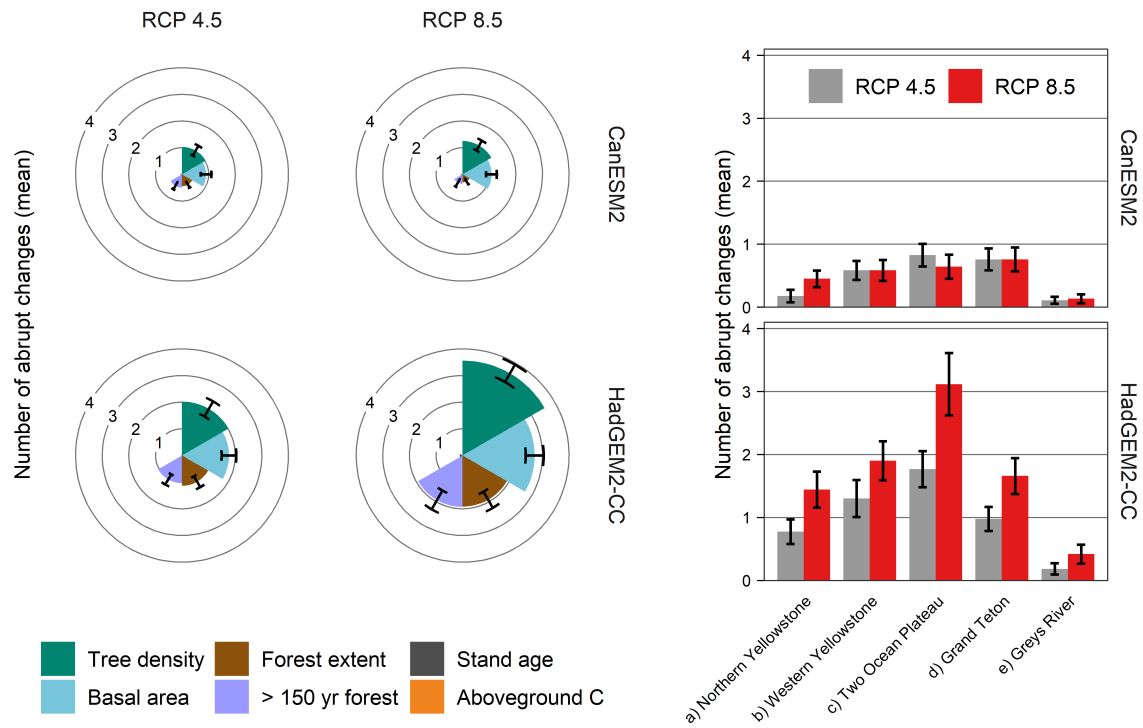 RCP 4.5
RCP 8.5
Number of abrupt changes (mean)
4
3
2
1
4
3
2
1
CanESM2
4
3
2
1
4
3
2
1
HadGEM2-CC
Tree density
Forest extent
Stand age
Basal area
> 150 yr forest
Aboveground C
Number of abrupt changes (mean)
RCP 4.5
RCP 8.5
4
3
2
1
0
CanESM2
4
3
2
1
0
HadGEM2-CC
a) Northern Yellowstone
b) Western Yellowstone
c) Two Ocean Plateau
d) Grand Teton
e) Greys River